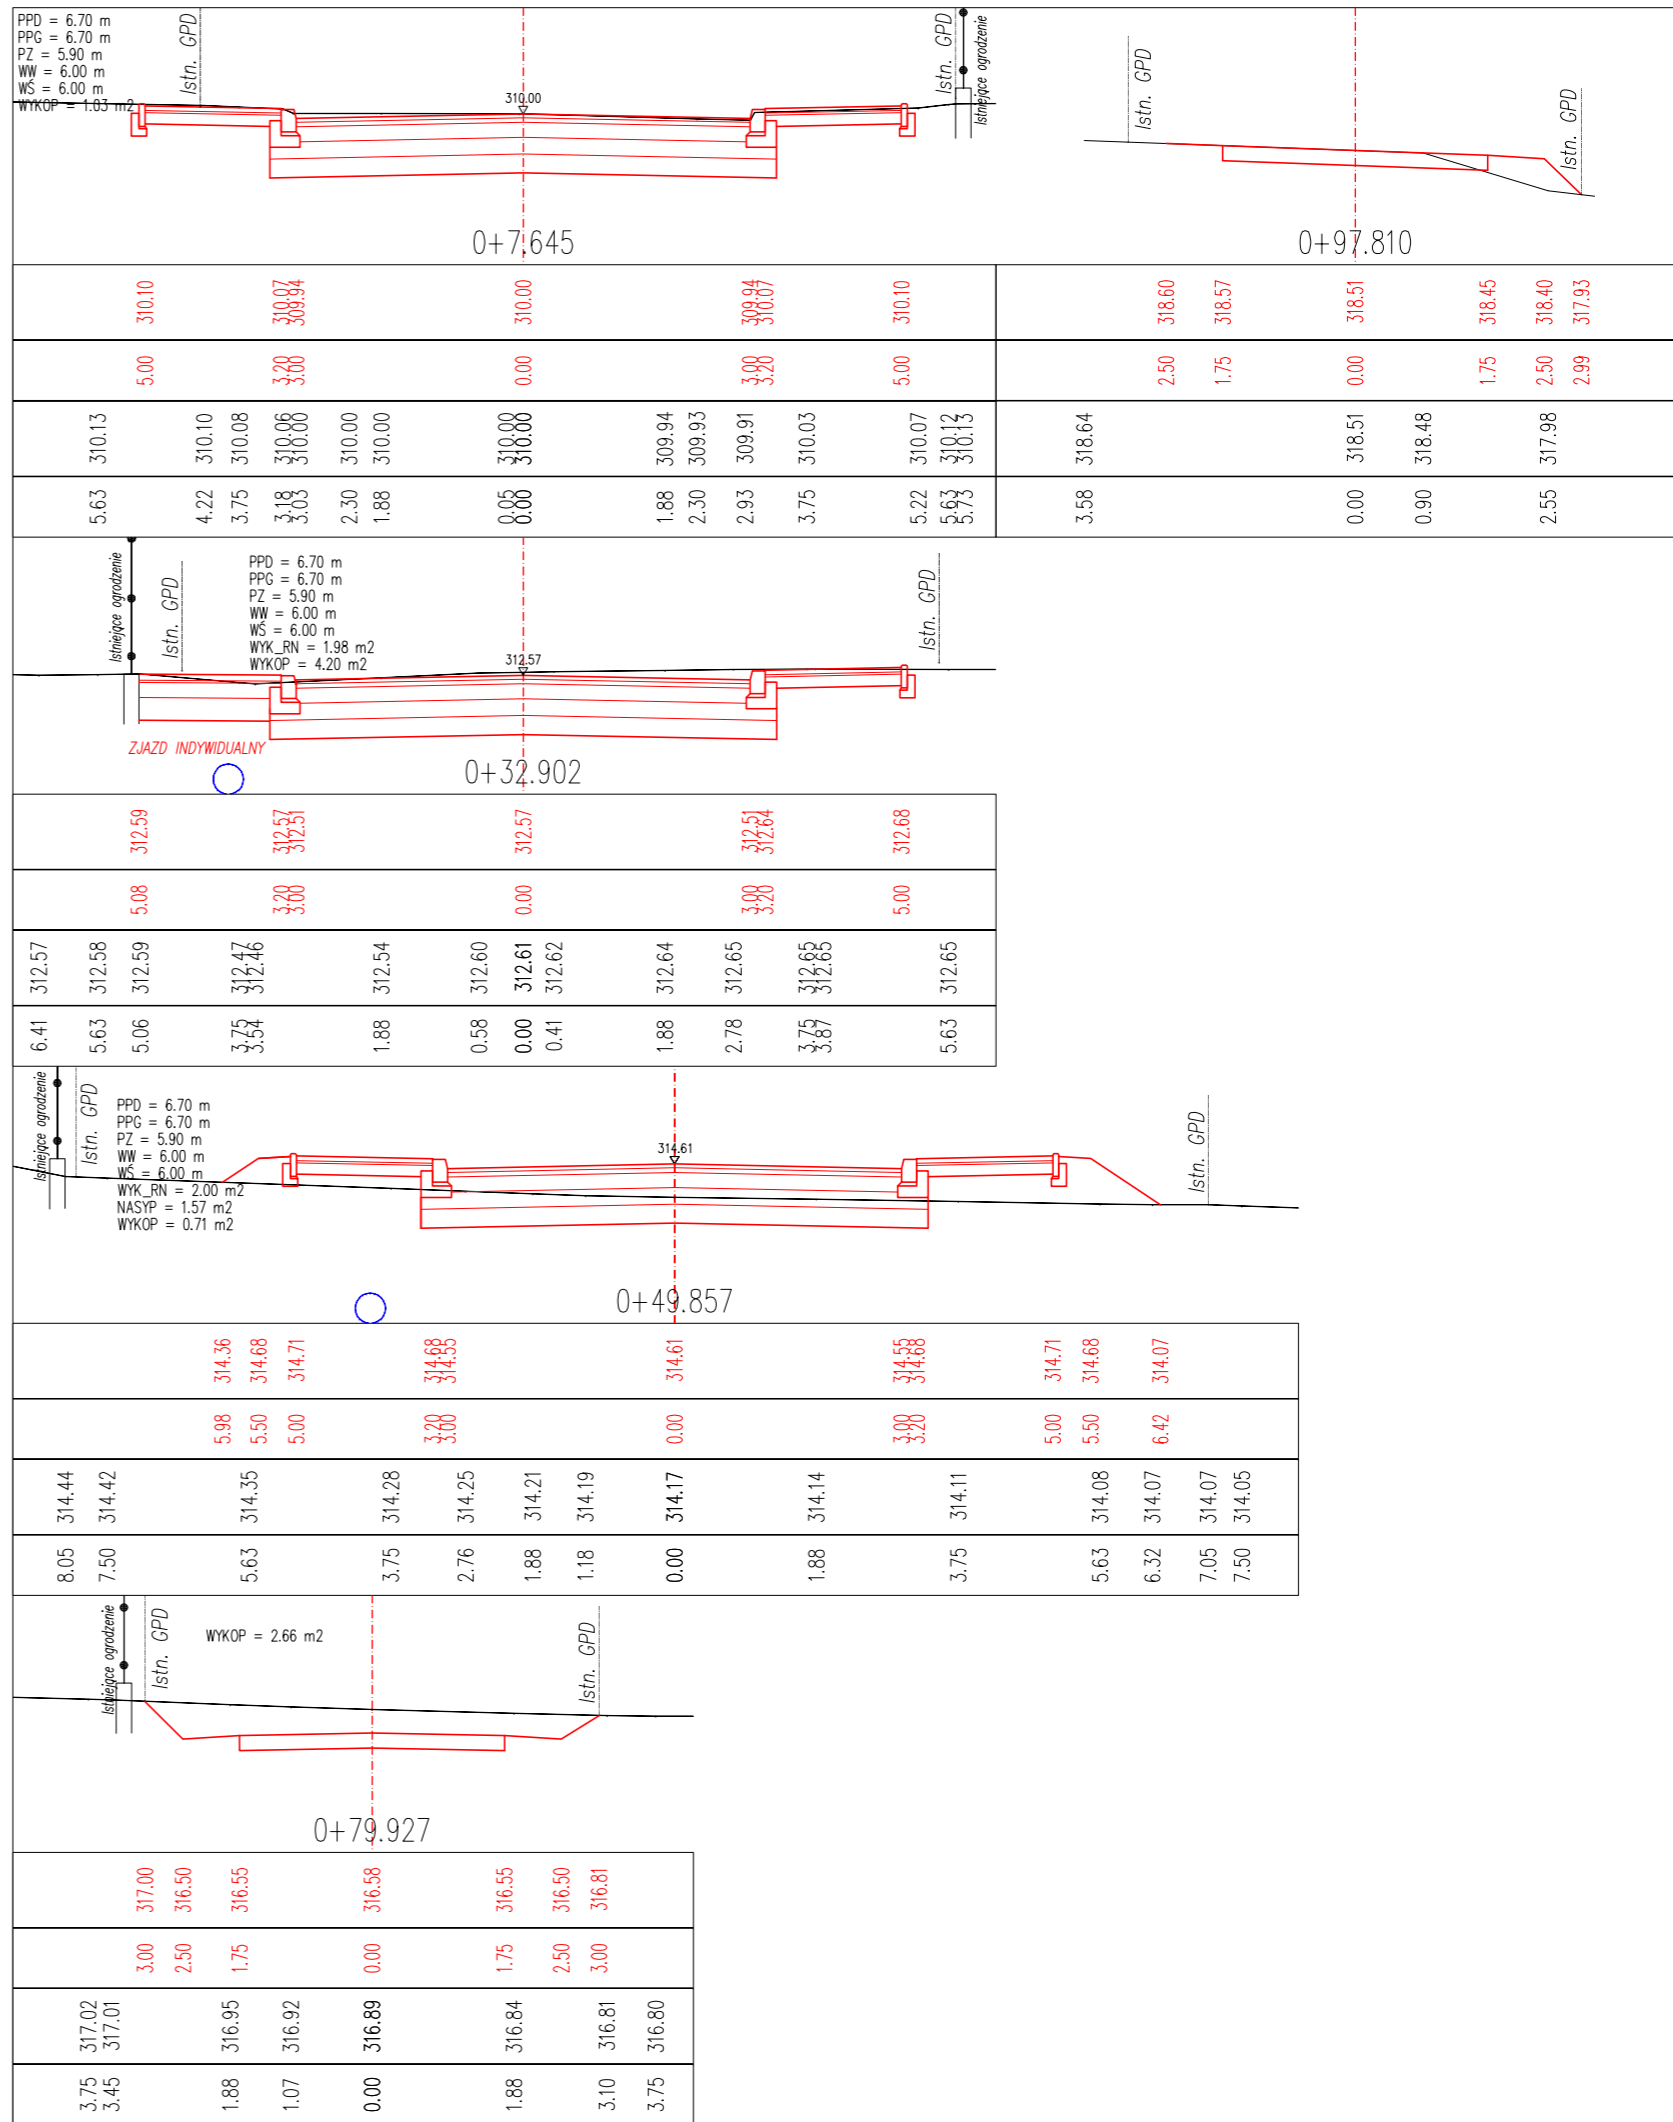 PPD = 6.70 m
PPG = 6.70 m
PZ = 5.90 m
WW = 6.00 m
WŚ = 6.00 m
WYKOP = 1.03 m2
Istn. GPD
310.00
Istn. GPD
Istniejące ogrodzenie
0+7.645
310.10 310.07 309.94 310.00 309.94 310.07 310.10
5.00 3.20 3.00 0.00 3.00 3.20 5.00
310.13 310.10 310.08 310.06 310.00 310.00 310.00 310.00 310.00 309.94 309.93 309.91 310.03 310.07 310.12 310.13
5.63 4.22 3.75 3.18 3.03 2.30 1.88 0.05 0.00 1.88 2.30 2.93 3.75 5.22 5.63 5.73
Istn. GPD
Istn. GPD
0+97.810
318.60 318.57 318.51 318.45 318.40 317.93
2.50 1.75 0.00 1.75 2.50 2.99
318.64 318.51 318.48 317.98
3.58 0.00 0.90 2.55
Istniejące ogrodzenie
Istn. GPD
PPD = 6.70 m
PPG = 6.70 m
PZ = 5.90 m
WW = 6.00 m
WŚ = 6.00 m
WYK_RN = 1.98 m2
WYKOP = 4.20 m2
312.57
Istn. GPD
ZJAZD INDYWIDUALNY
0+32.902
312.59 312.57 312.51 312.57 312.51 312.64 312.68
5.08 3.20 3.00 0.00 3.00 3.20 5.00
312.57 312.58 312.59 312.47 312.46 312.54 312.60 312.61 312.62 312.64 312.65 312.65 312.65 312.65
6.41 5.63 5.06 3.75 3.54 1.88 0.58 0.00 0.41 1.88 2.78 3.75 3.87 5.63
Istniejące ogrodzenie
Istn. GPD
PPD = 6.70 m
PPG = 6.70 m
PZ = 5.90 m
WW = 6.00 m
WŚ = 6.00 m
WYK_RN = 2.00 m2
NASYP = 1.57 m2
WYKOP = 0.71 m2
314.61
Istn. GPD
0+49.857
314.36 314.68 314.71 314.68 314.55 314.61 314.55 314.68 314.71 314.68 314.07
5.98 5.50 5.00 3.20 3.00 0.00 3.00 3.20 5.00 5.50 6.42
314.44 314.42 314.35 314.28 314.25 314.21 314.19 314.17 314.14 314.11 314.08 314.07 314.07 314.05
8.05 7.50 5.63 3.75 2.76 1.88 1.18 0.00 1.88 3.75 5.63 6.32 7.05 7.50
Istniejące ogrodzenie
Istn. GPD
WYKOP = 2.66 m2
Istn. GPD
0+79.927
317.00 316.50 316.55 316.58 316.55 316.50 316.81
3.00 2.50 1.75 0.00 1.75 2.50 3.00
317.02 317.01 316.95 316.92 316.89 316.84 316.81 316.80
3.75 3.45 1.88 1.07 0.00 1.88 3.10 3.75